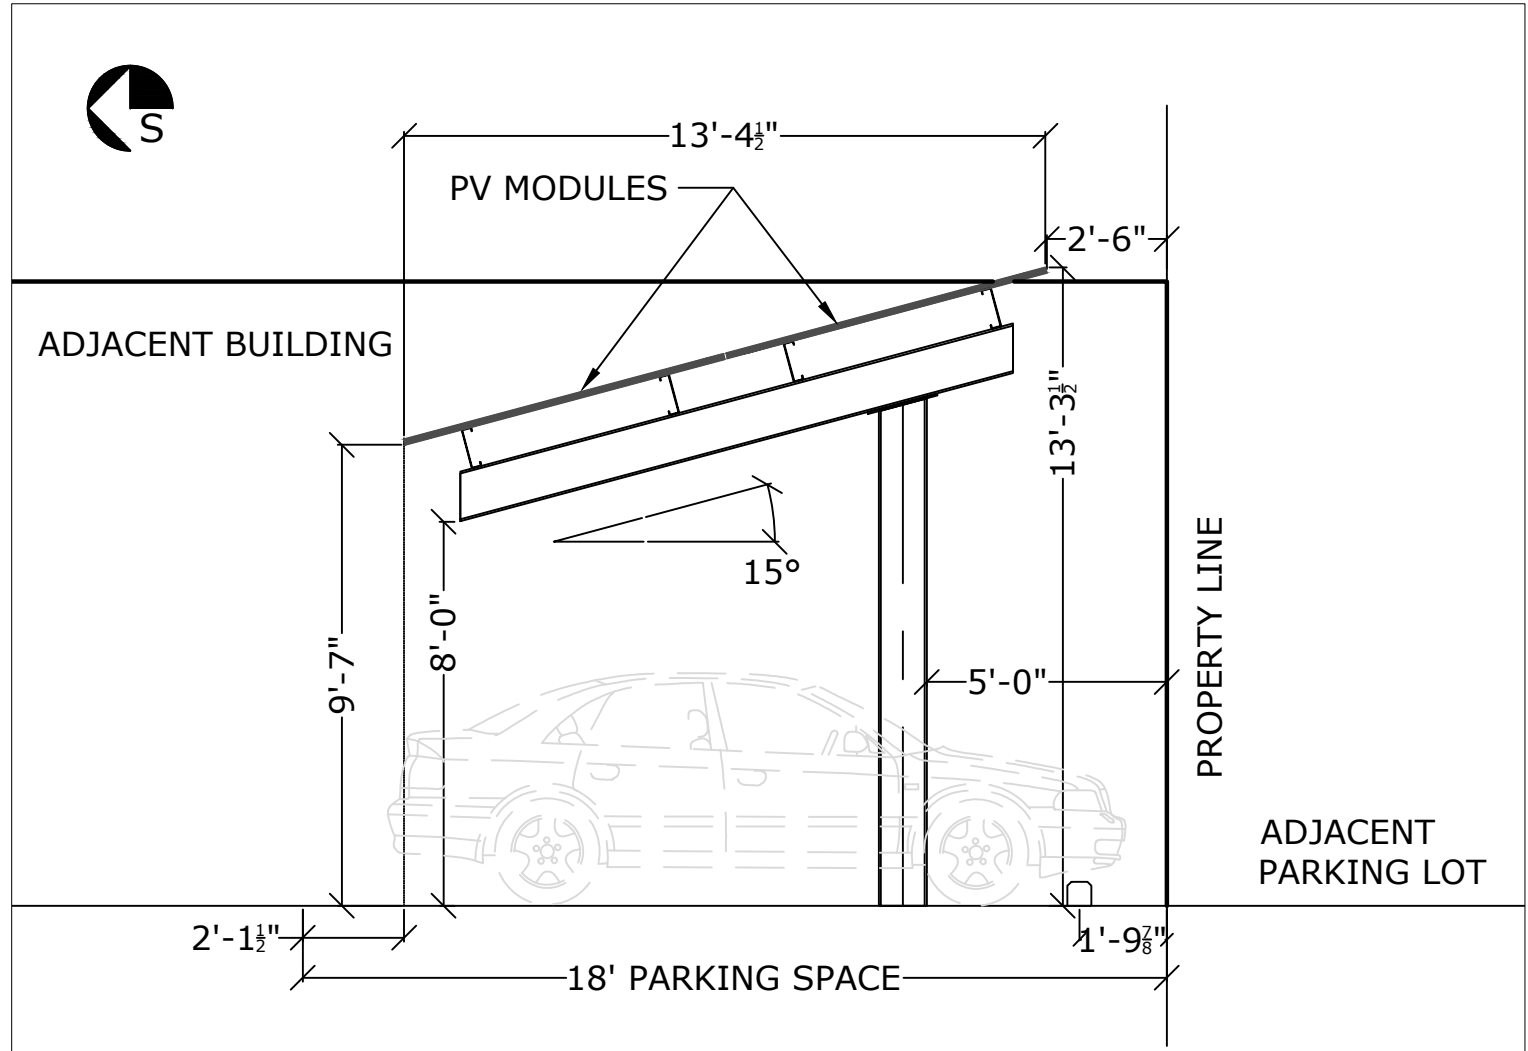 S
13'-4½"
PV MODULES
2'-6"
ADJACENT BUILDING
13'-3½"
15°
PROPERTY LINE
8'-0"
9'-7"
5'-0"
ADJACENT
PARKING LOT
2'-1½"
1'-9⅞"
18' PARKING SPACE